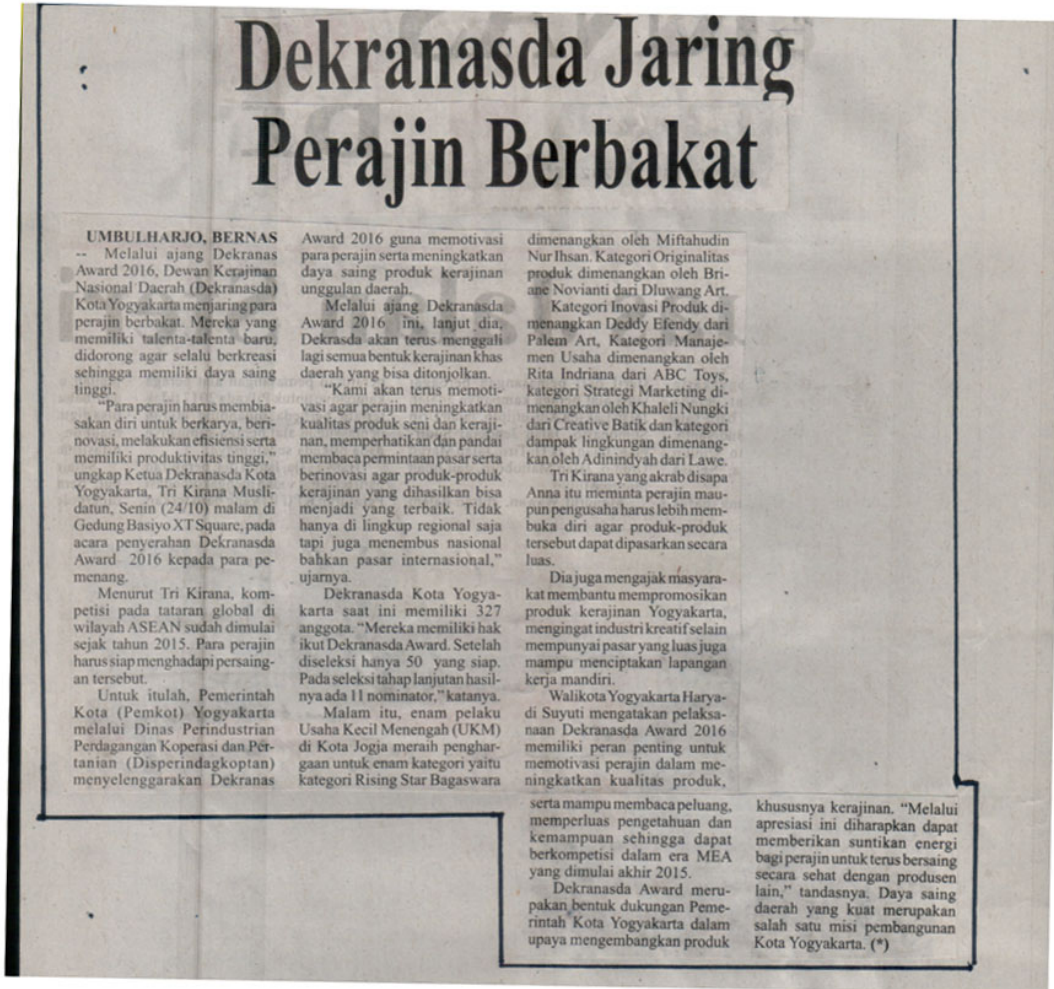 Dekranasda Jaring
Perajin Berbakat
UMBULHARJO, BERNAS
-- Melalui ajang Dekranas
Award 2016, Dewan Kerajinan
Nasional Daerah (Dekranasda)
Kota Yogyakarta menjaring para
perajin berbakat. Mereka yang
memiliki talenta-talenta baru,
didorong agar selalu berkreasi
sehingga memiliki daya saing
tinggi.
"Para perajin harus membia-
sakan diri untuk berkarya, beri-
novasi, melakukan efisiensi serta
memiliki produktivitas tinggi,"
ungkap Ketua Dekranasda Kota
Yogyakarta, Tri Kirana Musli-
datun, Senin (24/10) malam di
Gedung Basiyo XT Square, pada
acara penyerahan Dekranasda
Award 2016 kepada para pe-
menang.
Menurut Tri Kirana, kom-
petisi pada tataran global di
wilayah ASEAN sudah dimulai
sejak tahun 2015. Para perajin
harus siap menghadapi persaing-
an tersebut.
Untuk itulah, Pemerintah
Kota (Pemkot) Yogyakarta
melalui Dinas Perindustrian
Perdagangan Koperasi dan Per-
tanian (Disperindagkoptan)
menyelenggarakan Dekranas
Award 2016 guna memotivasi
para perajin serta meningkatkan
daya saing produk kerajinan
unggulan daerah.
Melalui ajang Dekranasda
Award 2016 ini, lanjut dia,
Dekrasda akan terus menggali
lagi semua bentuk kerajinan khas
daerah yang bisa ditonjolkan.
"Kami akan terus memoti-
vasi agar perajin meningkatkan
kualitas produk seni dan keraji-
nan, memperhatikan dan pandai
membaca permintaan pasar serta
berinovasi agar produk-produk
kerajinan yang dihasilkan bisa
menjadi yang terbaik. Tidak
hanya di lingkup regional saja
tapi juga menembus nasional
bahkan pasar internasional,"
ujarnya.
Dekranasda Kota Yogya-
karta saat ini memiliki 327
anggota. "Mereka memiliki hak
ikut Dekranasda Award. Setelah
diseleksi hanya 50 yang siap.
Pada seleksi tahap lanjutan hasil-
nya ada 11 nominator," katanya.
Malam itu, enam pelaku
Usaha Kecil Menengah (UKM)
di Kota Jogja meraih penghar-
gaan untuk enam kategori yaitu
kategori Rising Star Bagaswara
dimenangkan oleh Miftahudin
Nur Ihsan. Kategori Originalitas
produk dimenangkan oleh Bri-
ane Novianti dari Dluwang Art.
Kategori Inovasi Produk di-
menangkan Deddy Efendy dari
Palem Art, Kategori Manaje-
men Usaha dimenangkan oleh
Rita Indriana dari ABC Toys,
kategori Strategi Marketing di-
menangkan oleh Khaleli Nungki
dari Creative Batik dan kategori
dampak lingkungan dimenang-
kan oleh Adinindyah dari Lawe.
Tri Kirana yang akrab disapa
Anna itu meminta perajin mau-
pun pengusaha harus lebih mem-
buka diri agar produk-produk
tersebut dapat dipasarkan secara
luas.
Dia juga mengajak masyara-
kat membantu mempromosikan
produk kerajinan Yogyakarta,
mengingat industri kreatif selain
mempunyai pasar yang luas juga
mampu menciptakan lapangan
kerja mandiri.
Walikota Yogyakarta Harya-
di Suyuti mengatakan pelaksa-
naan Dekranasda Award 2016
memiliki peran penting untuk
memotivasi perajin dalam me-
ningkatkan kualitas produk,
serta mampu membaca peluang,
memperluas pengetahuan dan
kemampuan sehingga dapat
berkompetisi dalam era MEA
yang dimulai akhir 2015.
Dekranasda Award meru-
pakan bentuk dukungan Peme-
rintah Kota Yogyakarta dalam
upaya mengembangkan produk
khususnya kerajinan. "Melalui
apresiasi ini diharapkan dapat
memberikan suntikan energi
bagi perajin untuk terus bersaing
secara sehat dengan produsen
lain," tandasnya. Daya saing
daerah yang kuat merupakan
salah satu misi pembangunan
Kota Yogyakarta. (*)